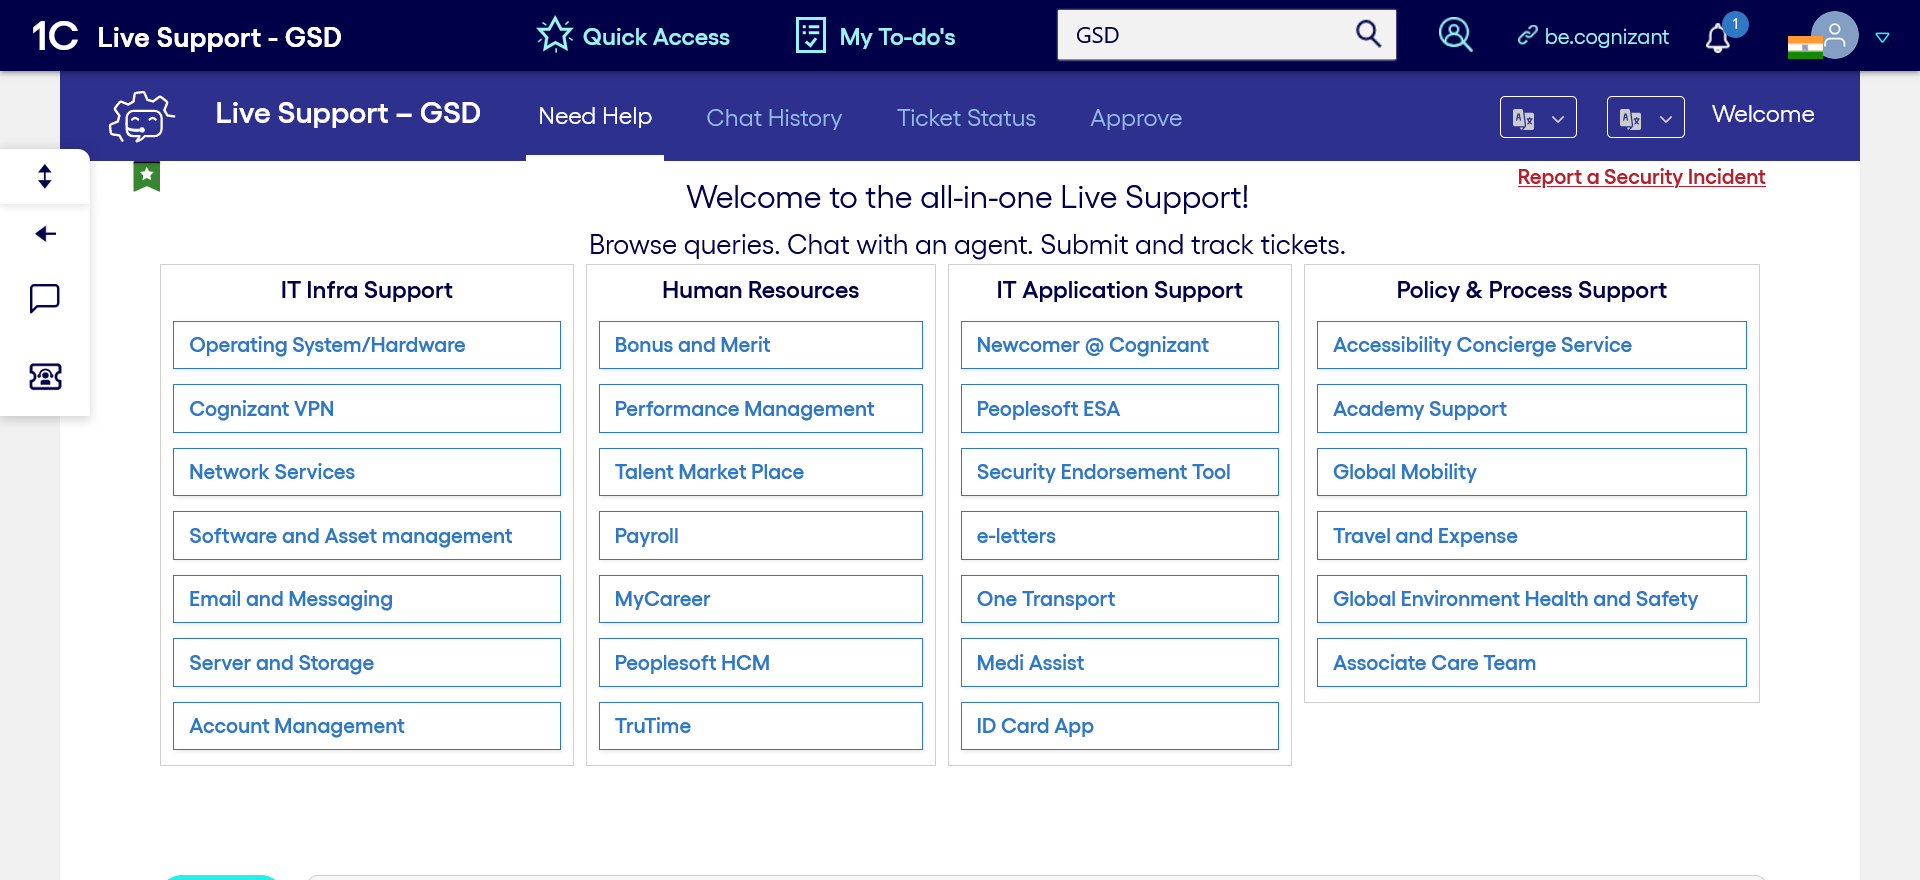 1C Live Support - GSD
Quick Access
My To-do's
GSD
be.cognizant
1
Live Support – GSD
Need Help
Chat History
Ticket Status
Approve
Welcome
Report a Security Incident
Welcome to the all-in-one Live Support!
Browse queries. Chat with an agent. Submit and track tickets.
IT Infra Support
Operating System/Hardware
Cognizant VPN
Network Services
Software and Asset management
Email and Messaging
Server and Storage
Account Management
Human Resources
Bonus and Merit
Performance Management
Talent Market Place
Payroll
MyCareer
Peoplesoft HCM
TruTime
IT Application Support
Newcomer @ Cognizant
Peoplesoft ESA
Security Endorsement Tool
e-letters
One Transport
Medi Assist
ID Card App
Policy & Process Support
Accessibility Concierge Service
Academy Support
Global Mobility
Travel and Expense
Global Environment Health and Safety
Associate Care Team